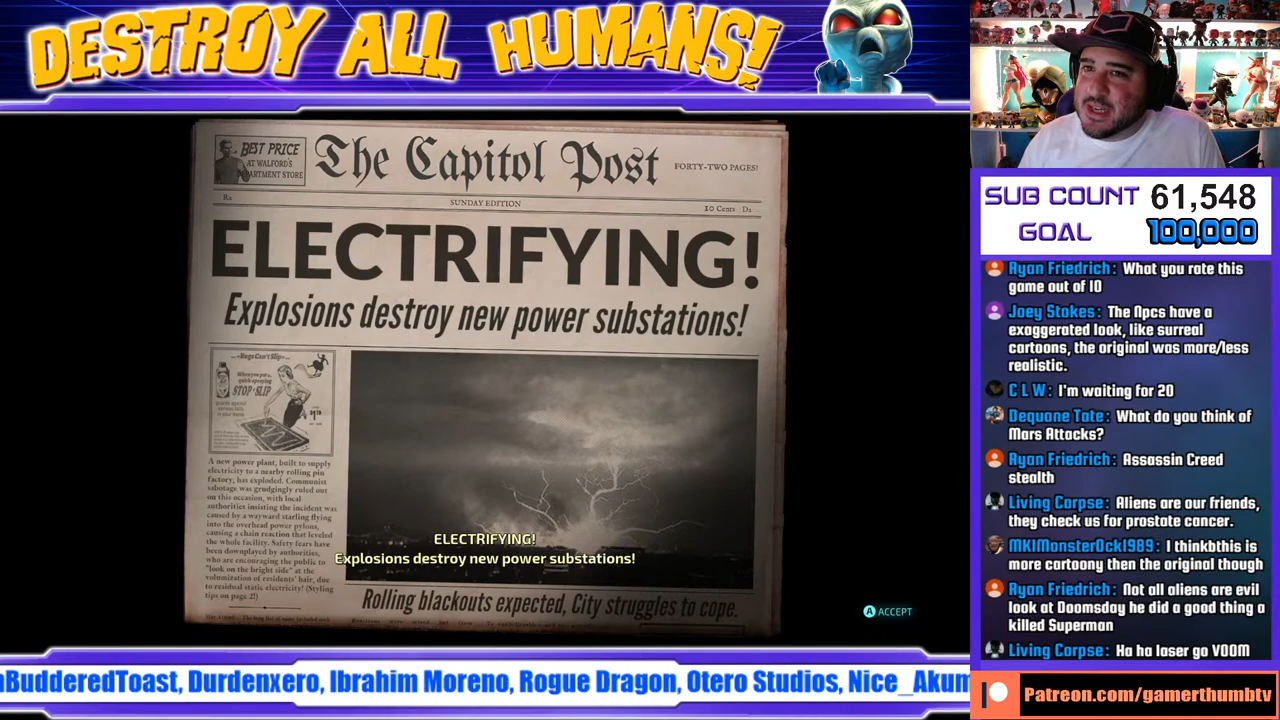 DESTROY ALL HUMANS!
BEST PRICE
AT WALFORD'S
DEPARTMENT STORE
The Capitol Post
FORTY-TWO PAGES!
SUNDAY EDITION
10 Cents
ELECTRIFYING!
Explosions destroy new power substations!
STOP-SLIP
A new power plant, built to supply
electricity to a nearby rolling pin
factory, has exploded. Communist
sabotage was grudgingly ruled out
on this occasion, with local
authorities insisting the incident was
caused by a wayward starling flying
into the overhead power pylons,
causing a chain reaction that leveled
the whole facility. Safety fears have
been downplayed by authorities,
who are encouraging the public to
"look on the bright side" at the
volumization of residents' hair, due
to residual static electricity! (Styling
tips on page 27)
ELECTRIFYING!
Explosions destroy new power substations!
Rolling blackouts expected, City struggles to cope.
A ACCEPT
BudderedToast, Durdenxero, Ibrahim Moreno, Rogue Dragon, Otero Studios, Nice_Akum
SUB COUNT 61,548
GOAL 100,000
Ryan Friedrich: What you rate this
game out of 10
Joey Stokes: The Npcs have a
exaggerated look, like surreal
cartoons, the original was more/less
realistic.
C L W: I'm waiting for 20
Dequane Tate: What do you think of
Mars Attacks?
Ryan Friedrich: Assassin Creed
stealth
Living Corpse: Aliens are our friends,
they check us for prostate cancer.
MK1MonsterOck1989: I thinkbthis is
more cartoony then the original though
Ryan Friedrich: Not all aliens are evil
look at Doomsday he did a good thing a
killed Superman
Living Corpse: Ha ha laser go VOOM
Patreon.com/gamerthumbtv